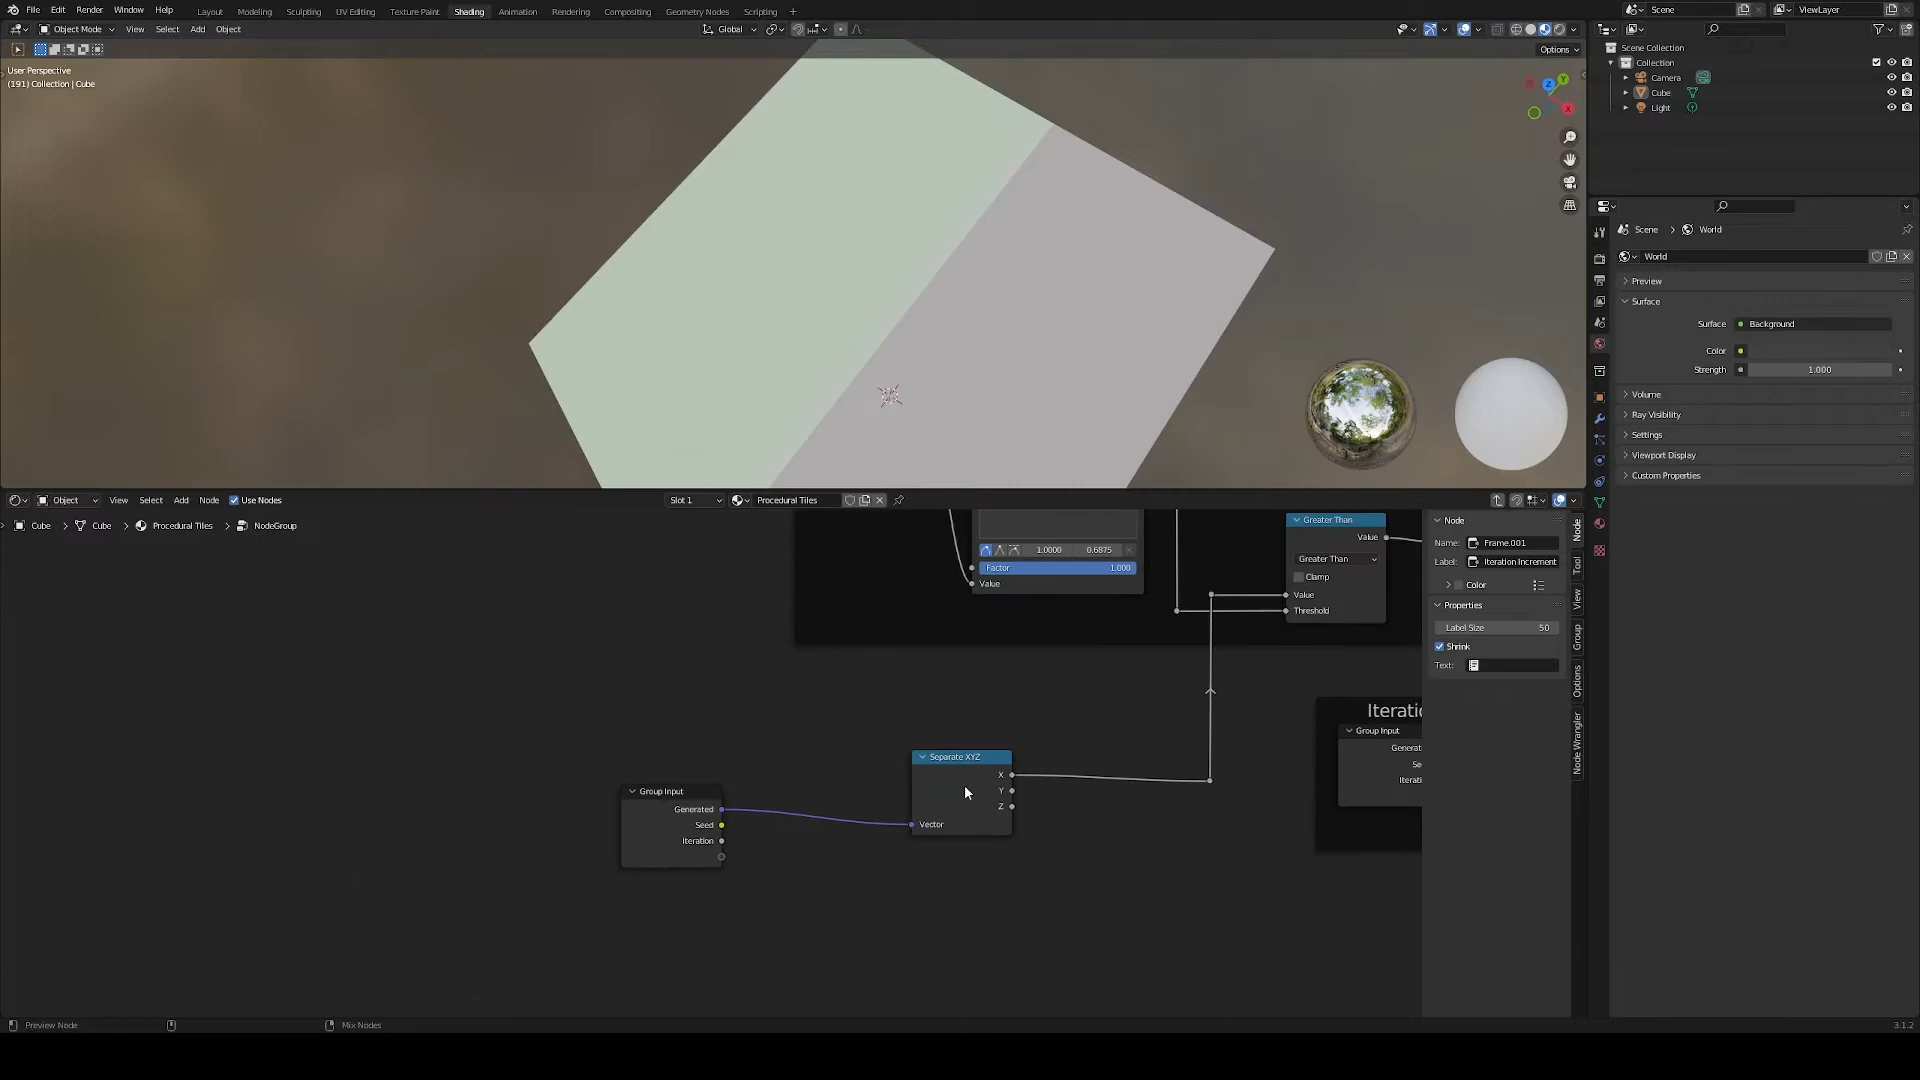 File Edit Render Window Help Layout Modeling Sculpting UV Editing Texture Paint Shading Animation Rendering Compositing Geometry Nodes Scripting + Scene ViewLayer
Object Mode View Select Add Object Global
Options
User Perspective
(191) Collection | Cube
Z Y X
Scene Collection
Collection
Camera
Cube
Light
Scene > World
World
Preview
Surface
Surface Background
Color
Strength 1.000
Volume
Ray Visibility
Settings
Viewport Display
Custom Properties
Object View Select Add Node Use Nodes Slot 1 Procedural Tiles
Cube > Cube > Procedural Tiles > NodeGroup
1.0000 0.6875
Factor 1.000
Value
Greater Than
Value
Greater Than
Clamp
Value
Threshold
Separate XYZ
X
Y
Z
Vector
Group Input
Generated
Seed
Iteration
Iteratio
Group Input
Generat
See
Iteratio
Node
Name: Frame.001
Label: Iteration Increment
Color
Properties
Label Size 50
Shrink
Text:
Node
Tool
View
Group
Options
Node Wrangler
Preview Node Mix Nodes 3.1.2